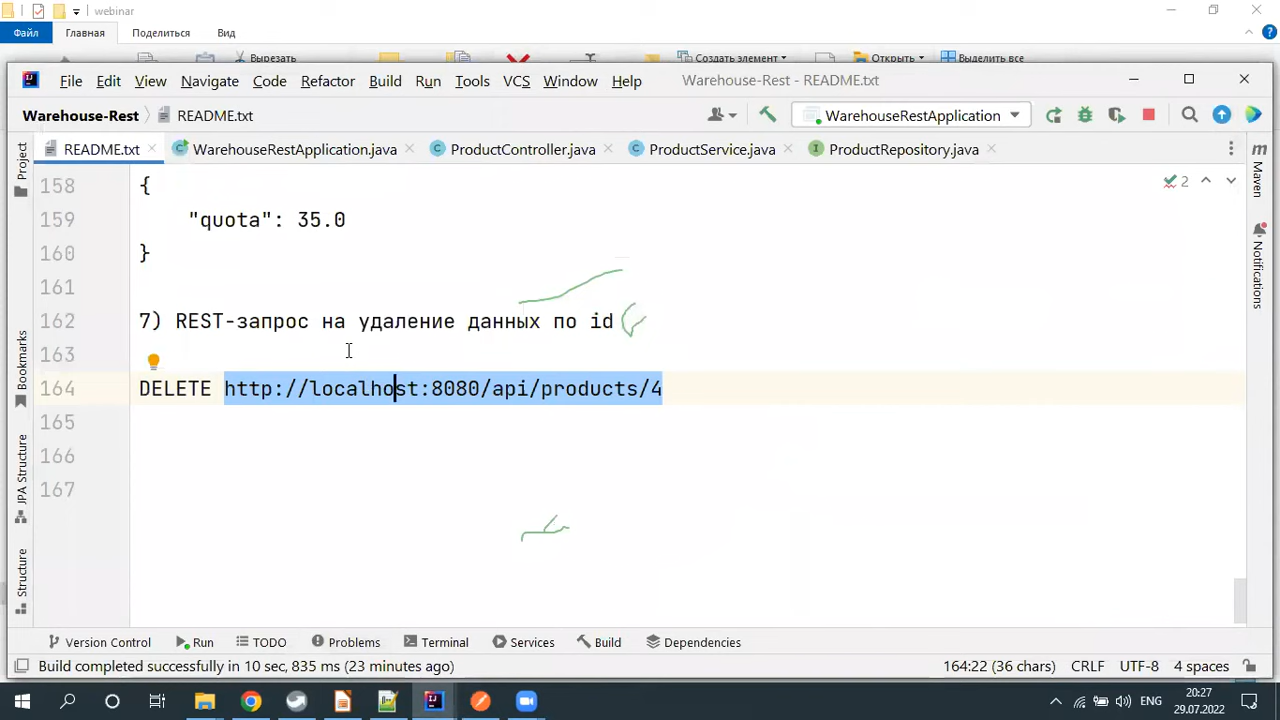 webinar
Файл Главная Поделиться Вид
Вырезать Создать элемент Открыть Выделить все
File Edit View Navigate Code Refactor Build Run Tools VCS Window Help Warehouse-Rest - README.txt
Warehouse-Rest README.txt WarehouseRestApplication
README.txt WarehouseRestApplication.java ProductController.java ProductService.java ProductRepository.java
Project
Bookmarks
JPA Structure
Structure
Maven
Notifications
2
158 {
159 "quota": 35.0
160 }
161
162 7) REST-запрос на удаление данных по id
163
164 DELETE http://localhost:8080/api/products/4
165
166
167
Version Control Run TODO Problems Terminal Services Build Dependencies
Build completed successfully in 10 sec, 835 ms (23 minutes ago) 164:22 (36 chars) CRLF UTF-8 4 spaces
ENG 20:27
29.07.2022